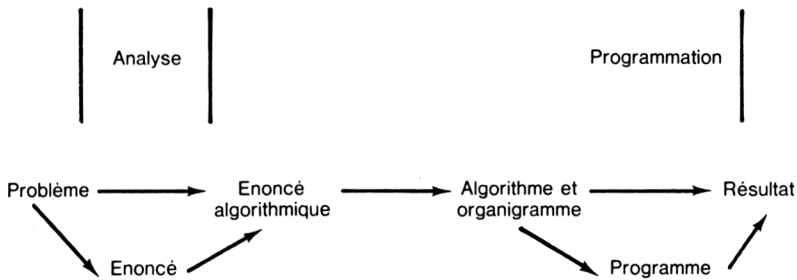 Analyse
Programmation
Problème
Enoncé
algorithmique
Algorithme et
organigramme
Résultat
Enoncé
Programme